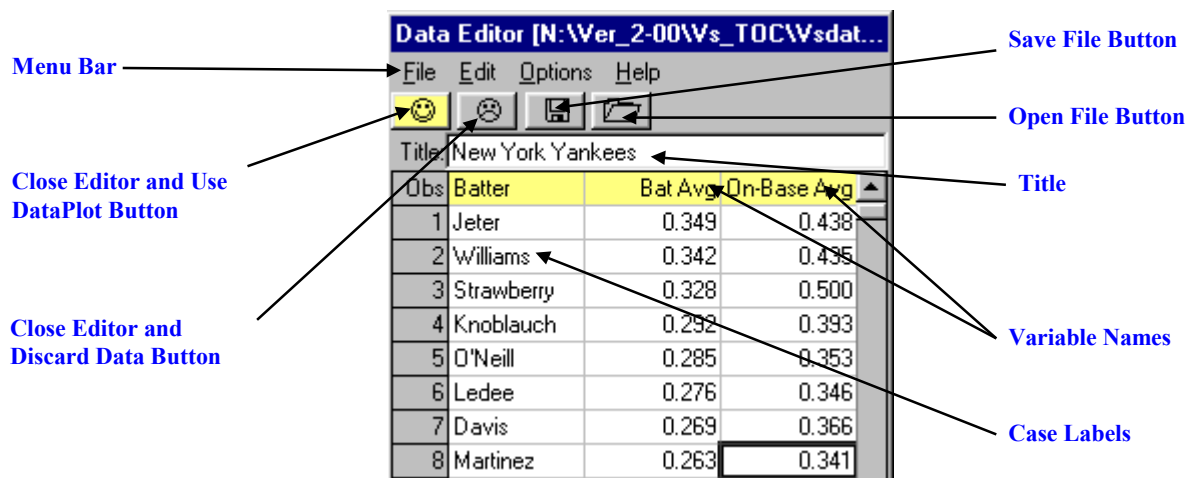 Data Editor [N:\Ver_2-00\Vs_TOC\Vsdat...
Save File Button
Menu Bar
File Edit Options Help
Open File Button
Title: New York Yankees
Close Editor and Use
DataPlot Button
Title
Obs Batter Bat Avg On-Base Avg
1 Jeter 0.349 0.438
2 Williams 0.342 0.435
3 Strawberry 0.328 0.500
4 Knoblauch 0.292 0.393
5 O'Neill 0.285 0.353
6 Ledee 0.276 0.346
7 Davis 0.269 0.366
8 Martinez 0.263 0.341
Close Editor and
Discard Data Button
Variable Names
Case Labels